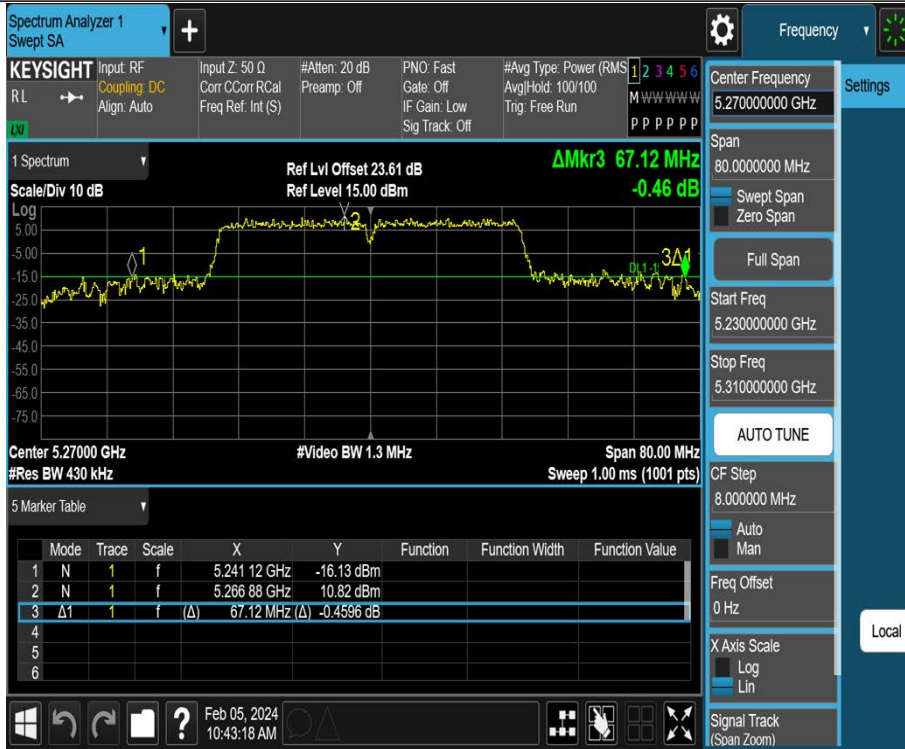 Spectrum Analyzer 1
Swept SA
+
Frequency
KEYSIGHT
R L
LXI
Input: RF
Coupling: DC
Align: Auto
Input Z: 50 Ω
Corr CCorr RCal
Freq Ref: Int (S)
#Atten: 20 dB
Preamp: Off
PNO: Fast
Gate: Off
IF Gain: Low
Sig Track: Off
#Avg Type: Power (RMS
Avg|Hold: 100/100
Trig: Free Run
1 2 3 4 5 6
M W W W W W
P P P P P P
1 Spectrum
Scale/Div 10 dB
Ref Lvl Offset 23.61 dB
Ref Level 15.00 dBm
ΔMkr3 67.12 MHz
-0.46 dB
Log
5.00
-5.00
-15.0
-25.0
-35.0
-45.0
-55.0
-65.0
-75.0
1
2
3Δ1
Center 5.27000 GHz
#Video BW 1.3 MHz
Span 80.00 MHz
#Res BW 430 kHz
Sweep 1.00 ms (1001 pts)
5 Marker Table
Mode Trace Scale X Y Function Function Width Function Value
1 N 1 f 5.241 12 GHz -16.13 dBm
2 N 1 f 5.266 88 GHz 10.82 dBm
3 Δ1 1 f (Δ) 67.12 MHz (Δ) -0.4596 dB
4
5
6
?
Feb 05, 2024
10:43:18 AM
Center Frequency
5.270000000 GHz
Span
80.0000000 MHz
Swept Span
Zero Span
Full Span
Start Freq
5.230000000 GHz
Stop Freq
5.310000000 GHz
AUTO TUNE
CF Step
8.000000 MHz
Auto
Man
Freq Offset
0 Hz
X Axis Scale
Log
Lin
Signal Track
(Span Zoom)
Settings
Local